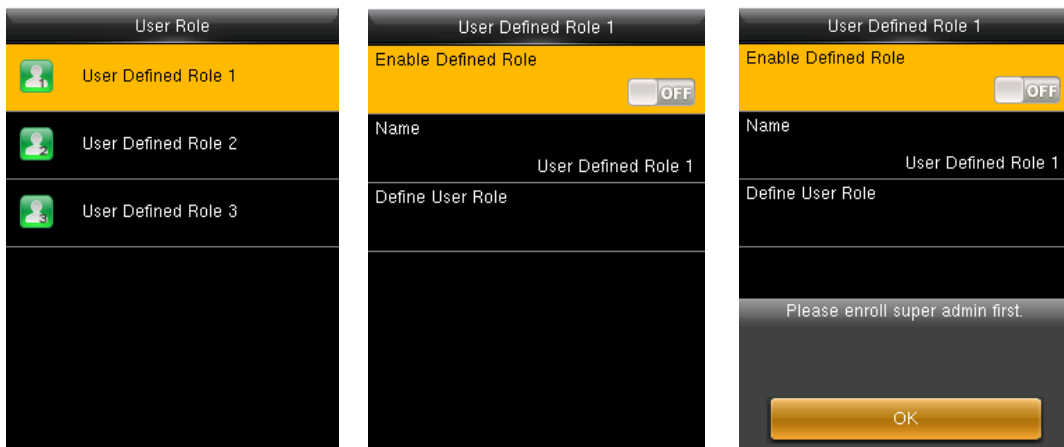 User Role
User Defined Role 1
User Defined Role 2
User Defined Role 3
User Defined Role 1
Enable Defined Role
OFF
Name
User Defined Role 1
Define User Role
User Defined Role 1
Enable Defined Role
OFF
Name
User Defined Role 1
Define User Role
Please enroll super admin first.
OK